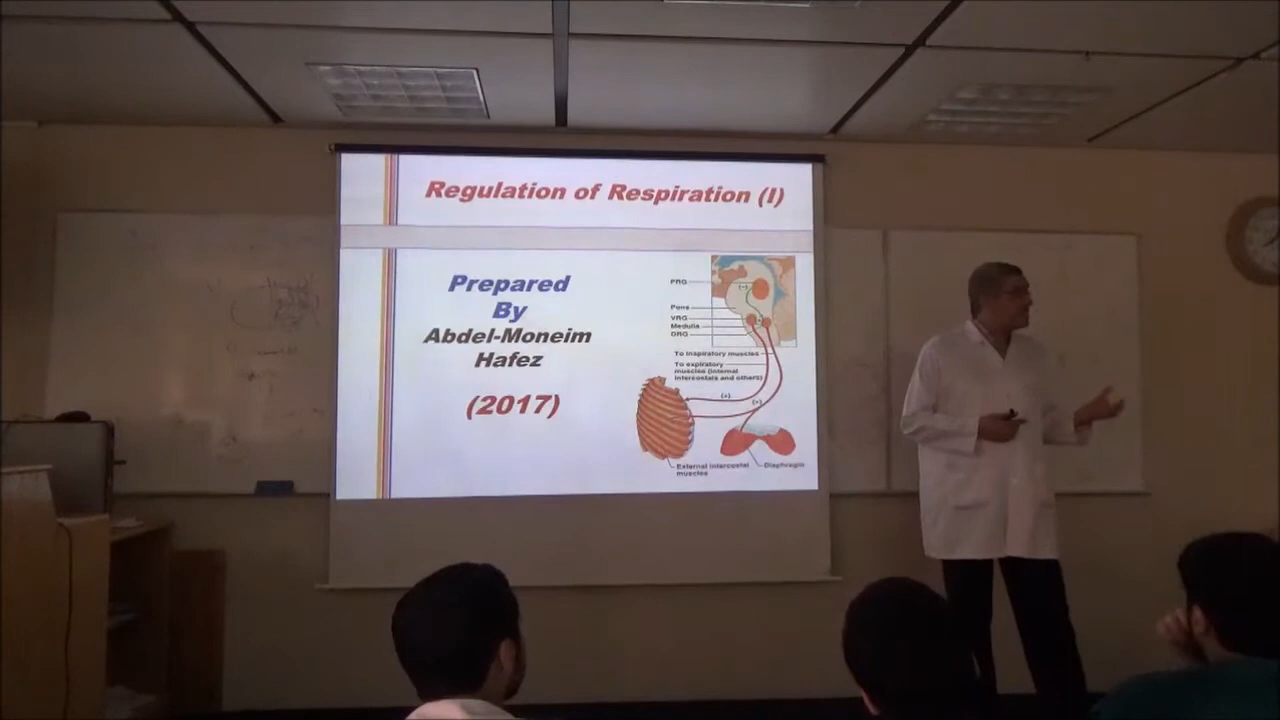 Regulation of Respiration (I)
Prepared
By
Abdel-Moneim
Hafez
(2017)
PRG
Pons
VRG
Medulla
DRG
To inspiratory muscles
To expiratory
muscles (internal
intercostals and others)
(-)
(+)
(+)
External intercostal
muscles
Diaphragm